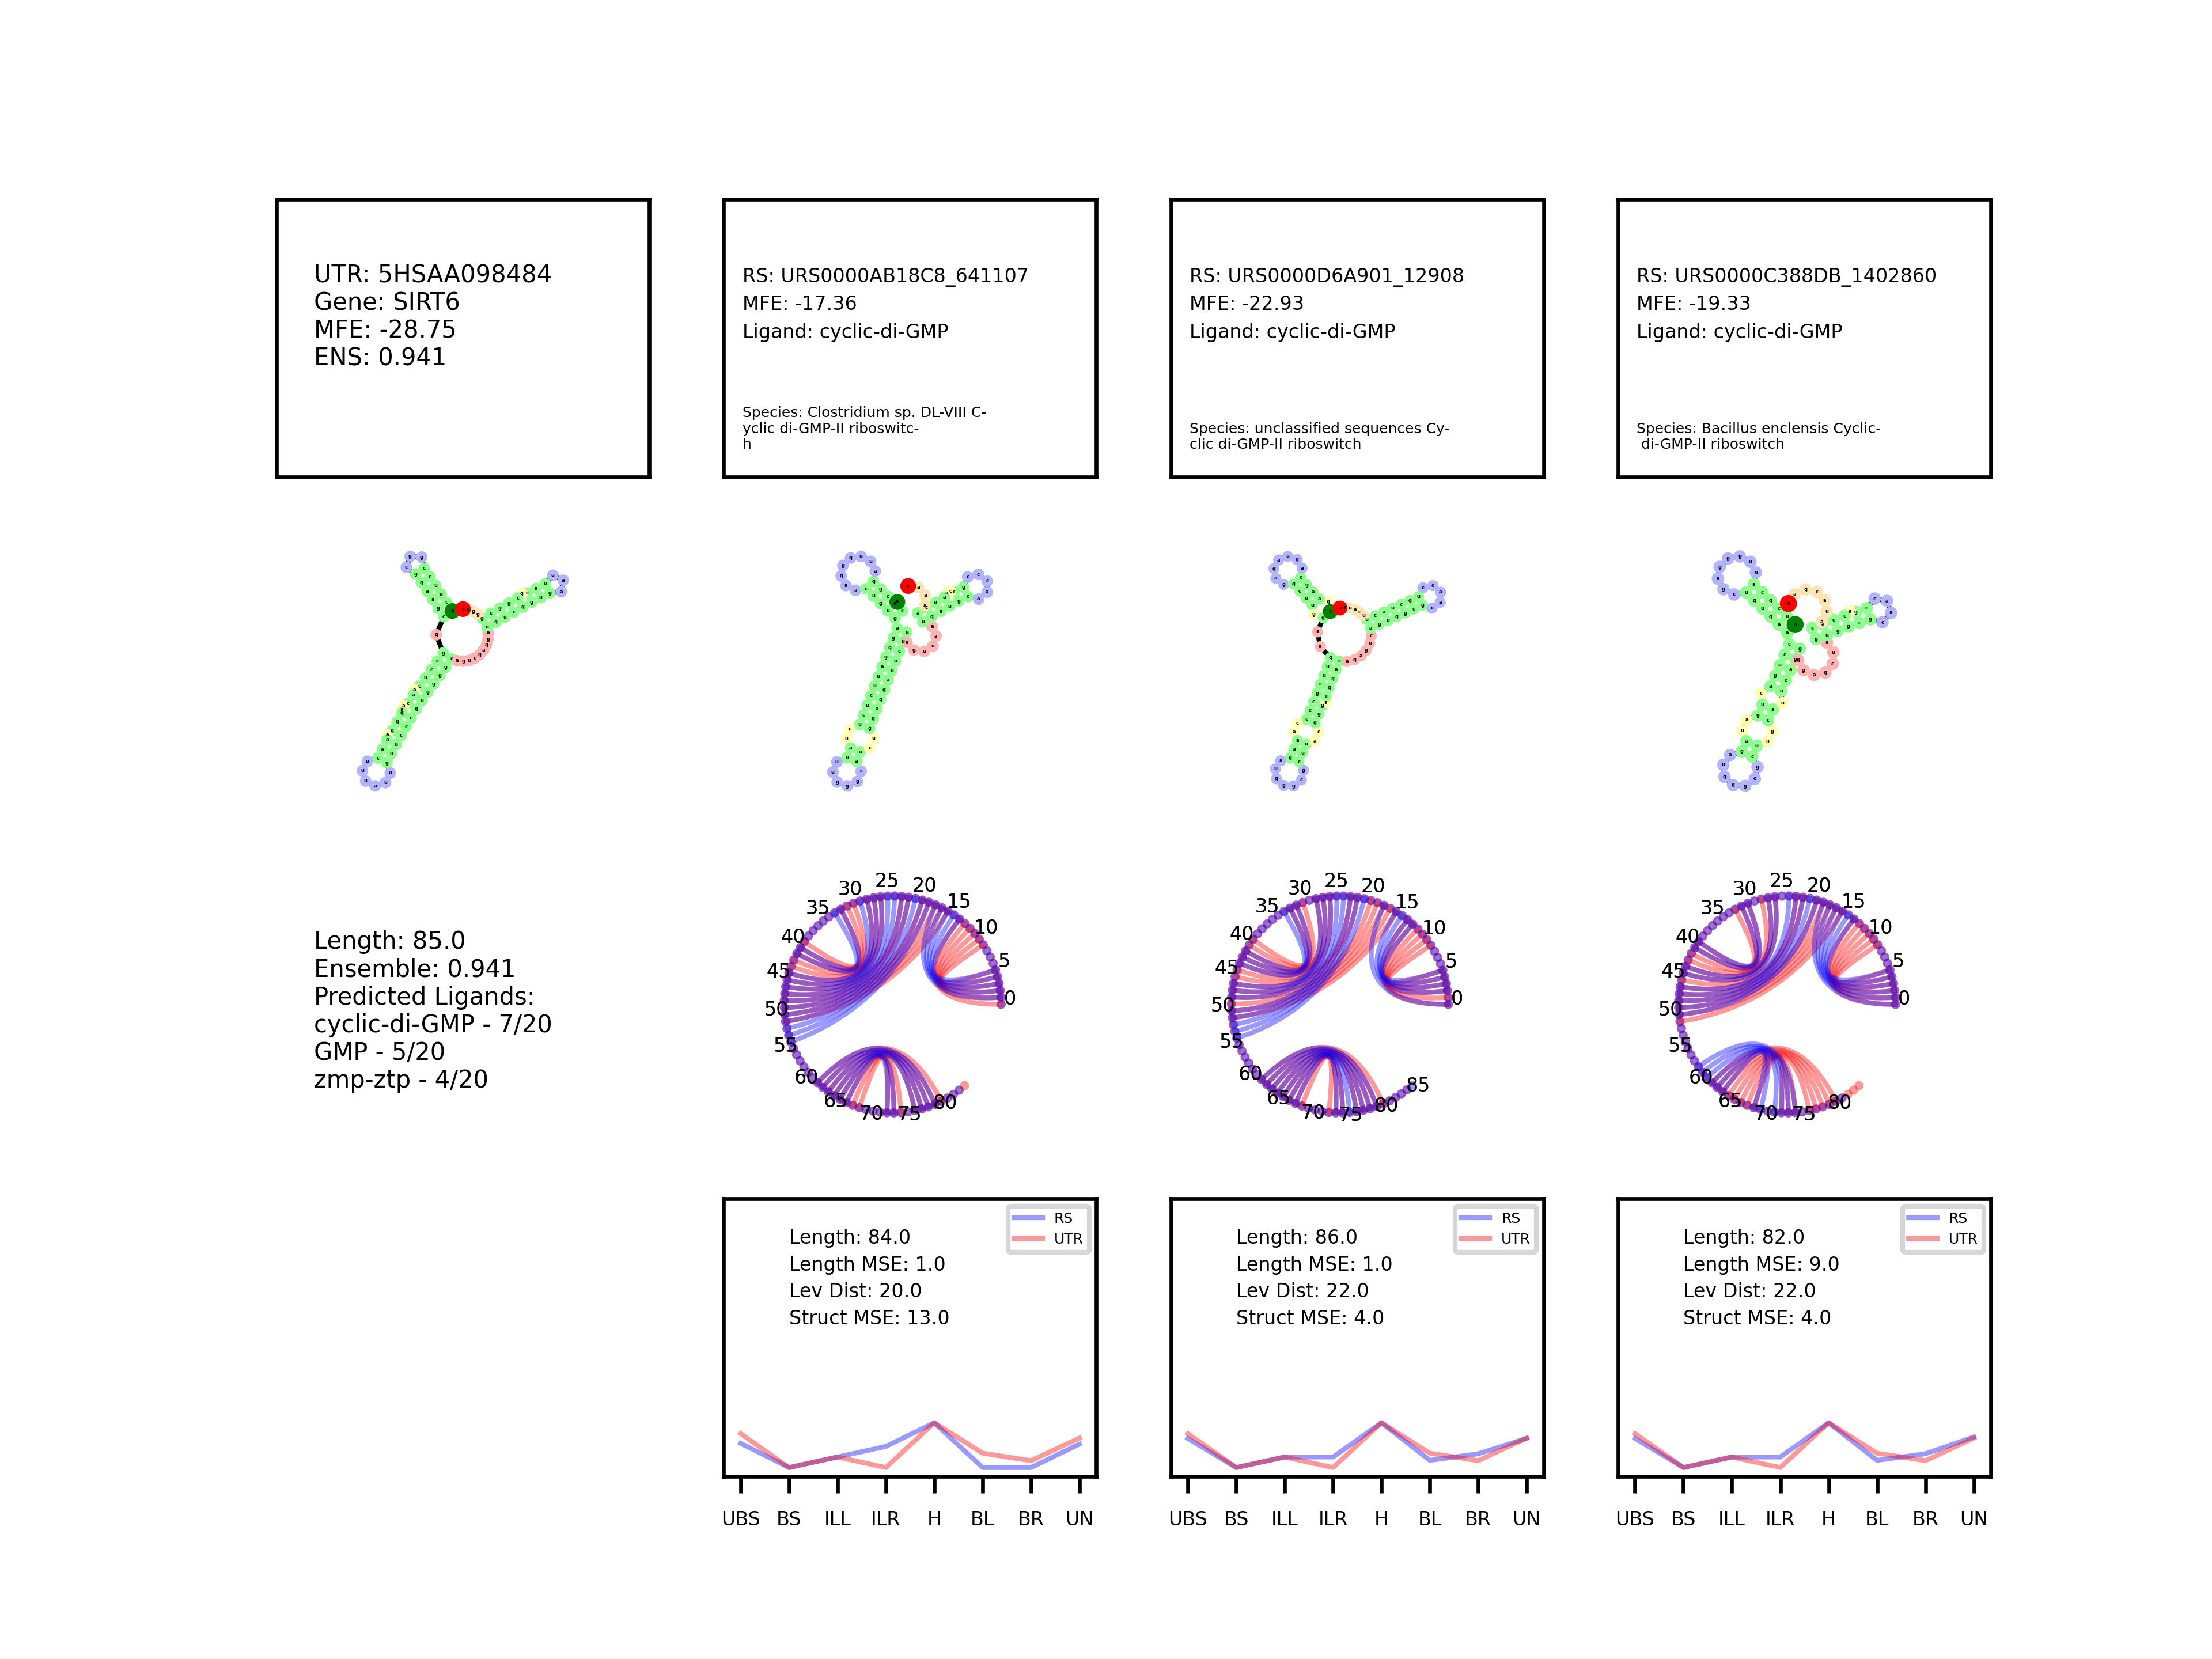 UTR: 5HSAA098484
Gene: SIRT6
MFE: -28.75
ENS: 0.941
RS: URS0000AB18C8_641107
MFE: -17.36
Ligand: cyclic-di-GMP
Species: Clostridium sp. DL-VIII C-
yclic di-GMP-II riboswitc-
h
RS: URS0000D6A901_12908
MFE: -22.93
Ligand: cyclic-di-GMP
Species: unclassified sequences Cy-
clic di-GMP-II riboswitch
RS: URS0000C388DB_1402860
MFE: -19.33
Ligand: cyclic-di-GMP
Species: Bacillus enclensis Cyclic-
di-GMP-II riboswitch
Length: 85.0
Ensemble: 0.941
Predicted Ligands:
cyclic-di-GMP - 7/20
GMP - 5/20
zmp-ztp - 4/20
0
5
10
15
20
25
30
35
40
45
50
55
60
65
70
75
80
0
5
10
15
20
25
30
35
40
45
50
55
60
65
70
75
80
85
0
5
10
15
20
25
30
35
40
45
50
55
60
65
70
75
80
RS
UTR
Length: 84.0
Length MSE: 1.0
Lev Dist: 20.0
Struct MSE: 13.0
UBS BS ILL ILR H BL BR UN
RS
UTR
Length: 86.0
Length MSE: 1.0
Lev Dist: 22.0
Struct MSE: 4.0
UBS BS ILL ILR H BL BR UN
RS
UTR
Length: 82.0
Length MSE: 9.0
Lev Dist: 22.0
Struct MSE: 4.0
UBS BS ILL ILR H BL BR UN